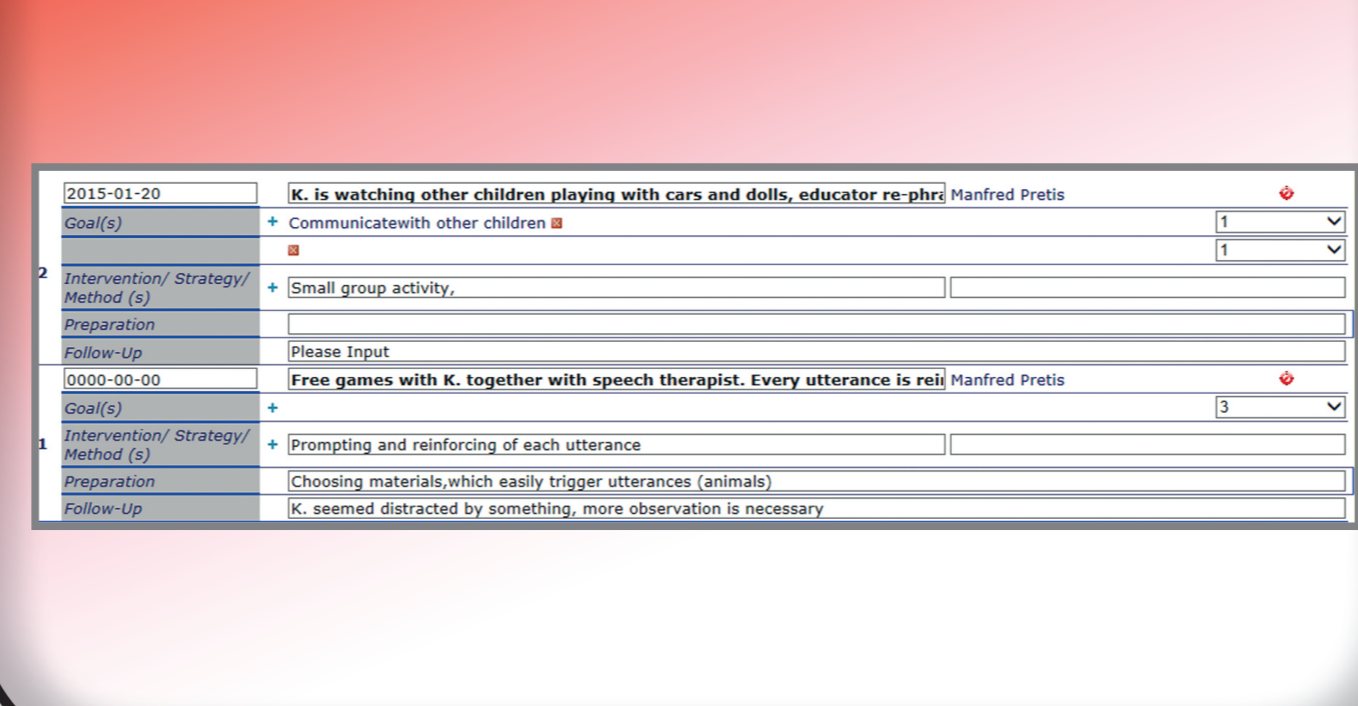 2015-01-20 K. is watching other children playing with cars and dolls, educator re-phra Manfred Pretis
Goal(s) + Communicatewith other children 1
1
2
Intervention/ Strategy/
Method (s) + Small group activity,
Preparation
Follow-Up Please Input
0000-00-00 Free games with K. together with speech therapist. Every utterance is rein Manfred Pretis
Goal(s) + 3
1
Intervention/ Strategy/
Method (s) + Prompting and reinforcing of each utterance
Preparation Choosing materials,which easily trigger utterances (animals)
Follow-Up K. seemed distracted by something, more observation is necessary